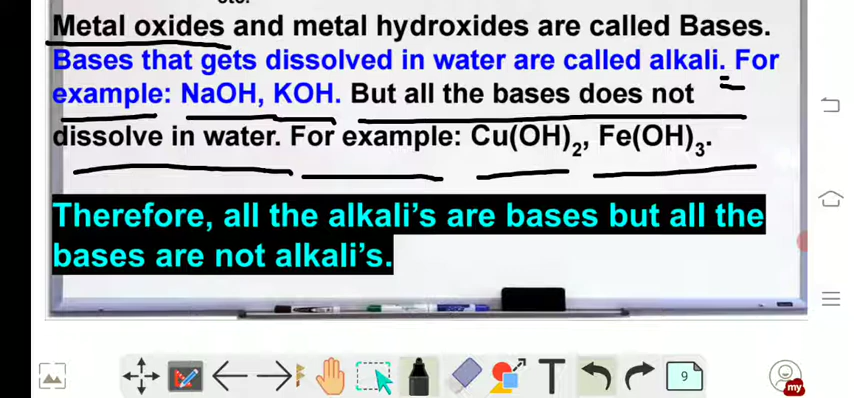 Metal oxides and metal hydroxides are called Bases.
Bases that gets dissolved in water are called alkali. For
example: NaOH, KOH. But all the bases does not
dissolve in water. For example: Cu(OH)₂, Fe(OH)₃.
Therefore, all the alkali's are bases but all the
bases are not alkali's.
T
9
my